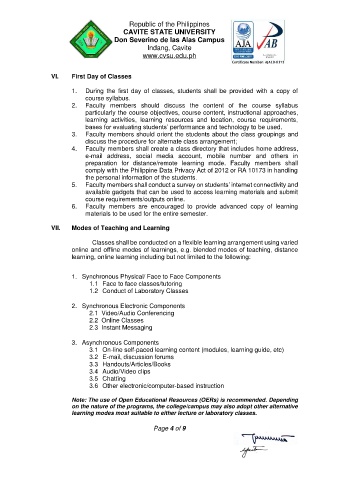 Republic of the Philippines
CAVITE STATE UNIVERSITY
Don Severino de las Alas Campus
Indang, Cavite
www.cvsu.edu.ph
AJA
PAB
VI. First Day of Classes
1. During the first day of classes, students shall be provided with a copy of
course syllabus.
2. Faculty members should discuss the content of the course syllabus
particularly the course objectives, course content, instructional approaches,
learning activities, learning resources and location, course requirements,
bases for evaluating students' performance and technology to be used.
3. Faculty members should orient the students about the class groupings and
discuss the procedure for alternate class arrangement;
4. Faculty members shall create a class directory that includes home address,
e-mail address, social media account, mobile number and others in
preparation for distance/remote learning mode. Faculty members shall
comply with the Philippine Data Privacy Act of 2012 or RA 10173 in handling
the personal information of the students.
5. Faculty members shall conduct a survey on students' internet connectivity and
available gadgets that can be used to access learning materials and submit
course requirements/outputs online.
6. Faculty members are encouraged to provide advanced copy of learning
materials to be used for the entire semester.
VII. Modes of Teaching and Learning
Classes shall be conducted on a flexible learning arrangement using varied
online and offline modes of learnings, e.g. blended modes of teaching, distance
learning, online learning including but not limited to the following:
1. Synchronous Physical/ Face to Face Components
1.1 Face to face classes/tutoring
1.2 Conduct of Laboratory Classes
2. Synchronous Electronic Components
2.1 Video/Audio Conferencing
2.2 Online Classes
2.3 Instant Messaging
3. Asynchronous Components
3.1 On-line self-paced learning content (modules, learning guide, etc)
3.2 E-mail, discussion forums
3.3 Handouts/Articles/Books
3.4 Audio/Video clips
3.5 Chatting
3.6 Other electronic/computer-based instruction
Note: The use of Open Educational Resources (OERs) is recommended. Depending
on the nature of the programs, the college/campus may also adopt other alternative
learning modes most suitable to either lecture or laboratory classes.
Page 4 of 9